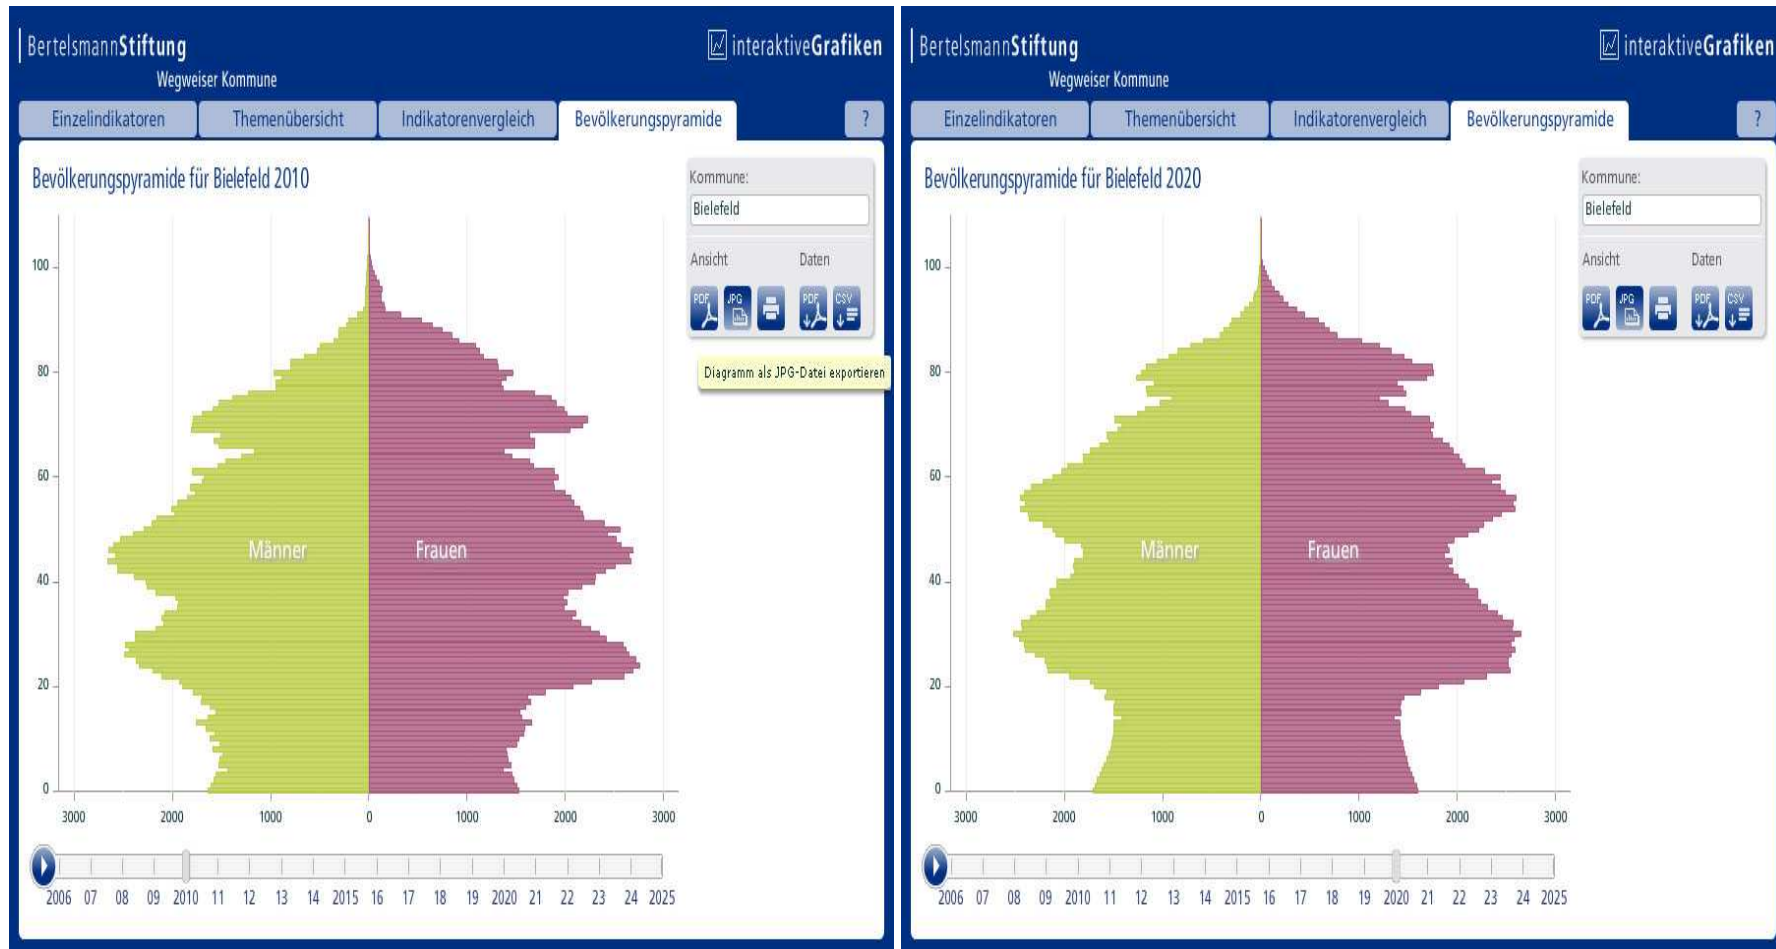 BertelsmannStiftung
interaktiveGrafiken
Wegweiser Kommune
Einzelindikatoren Themenübersicht Indikatorenvergleich Bevölkerungspyramide ?
Bevölkerungspyramide für Bielefeld 2010
Kommune:
Bielefeld
Ansicht Daten
PDF JPG PDF CSV
Diagramm als JPG-Datei exportieren
100
80
60
Männer Frauen
40
20
0
3000 2000 1000 0 1000 2000 3000
2006 07 08 09 2010 11 12 13 14 2015 16 17 18 19 2020 21 22 23 24 2025
BertelsmannStiftung
interaktiveGrafiken
Wegweiser Kommune
Einzelindikatoren Themenübersicht Indikatorenvergleich Bevölkerungspyramide ?
Bevölkerungspyramide für Bielefeld 2020
Kommune:
Bielefeld
Ansicht Daten
PDF JPG PDF CSV
100
80
60
Männer Frauen
40
20
0
3000 2000 1000 0 1000 2000 3000
2006 07 08 09 2010 11 12 13 14 2015 16 17 18 19 2020 21 22 23 24 2025